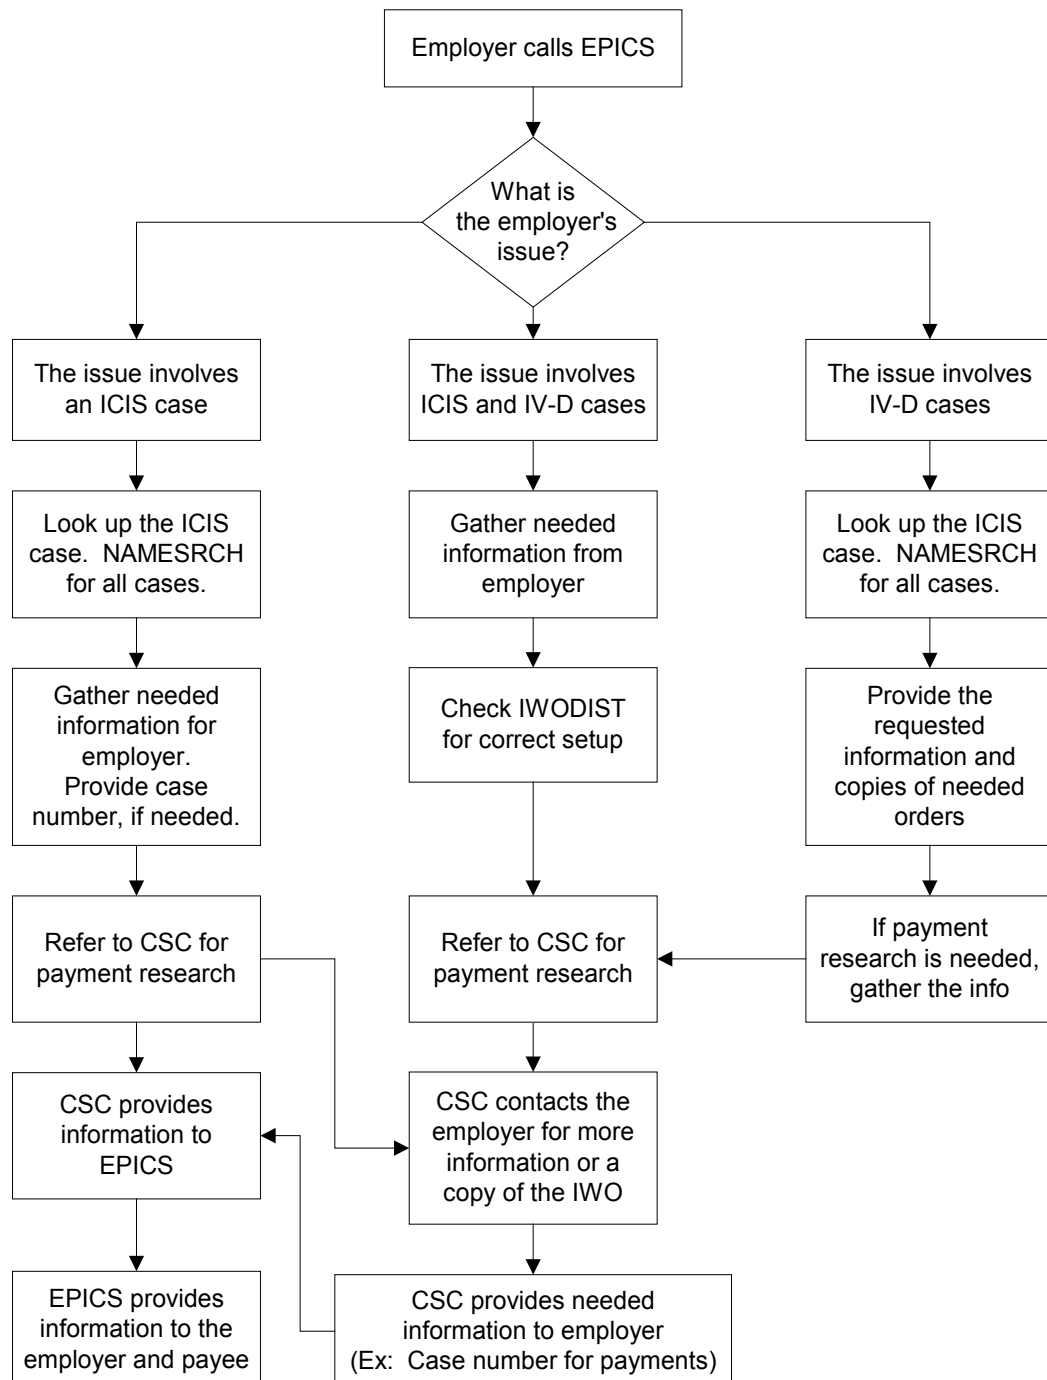 Employer calls EPICS
What is
the employer's
issue?
The issue involves
an ICIS case
The issue involves
ICIS and IV-D cases
The issue involves
IV-D cases
Look up the ICIS
case.  NAMESRCH
for all cases.
Gather needed
information from
employer
Look up the ICIS
case.  NAMESRCH
for all cases.
Gather needed
information for
employer.
Provide case
number, if needed.
Check IWODIST
for correct setup
Provide the
requested
information and
copies of needed
orders
Refer to CSC for
payment research
Refer to CSC for
payment research
If payment
research is needed,
gather the info
CSC provides
information to
EPICS
CSC contacts the
employer for more
information or a
copy of the IWO
EPICS provides
information to the
employer and payee
CSC provides needed
information to employer
(Ex:  Case number for payments)